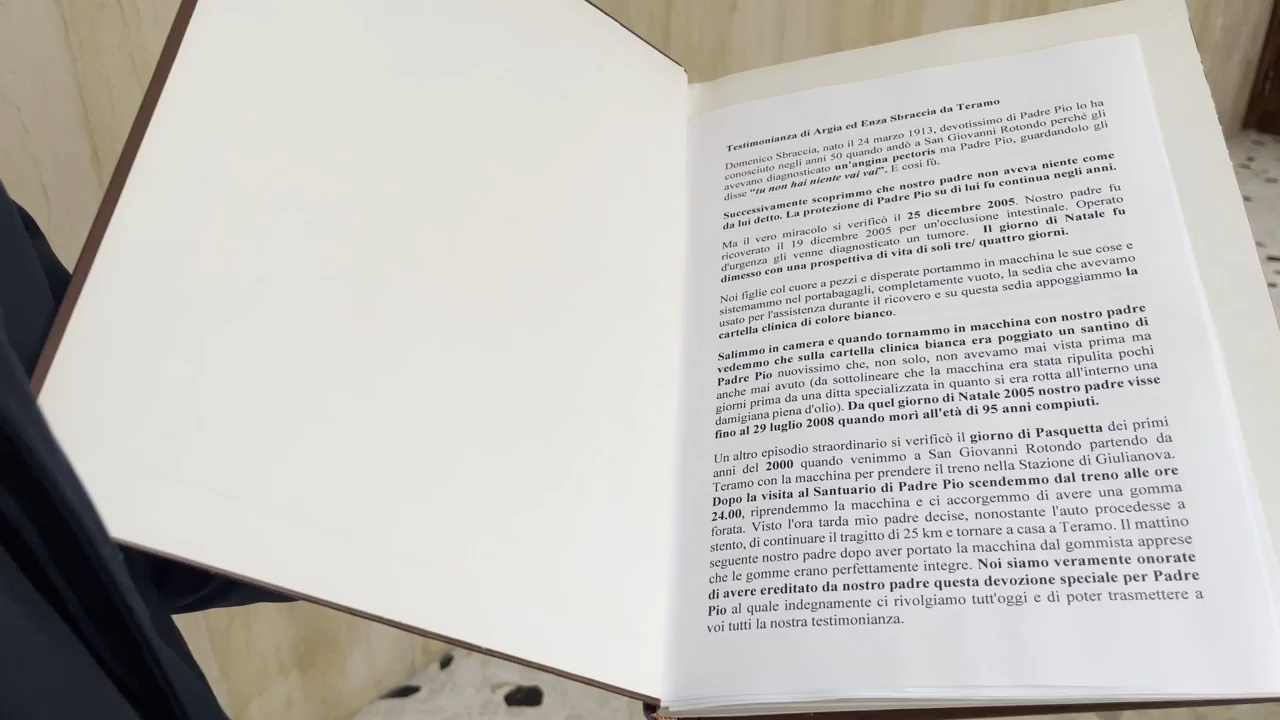 Testimonianza di Argia ed Enza Sbraccia da Teramo
Domenico Sbraccia, nato il 24 marzo 1913, devotissimo di Padre Pio lo ha
conosciuto negli anni 50 quando andò a San Giovanni Rotondo perché gli
avevano diagnosticato un'angina pectoris ma Padre Pio, guardandolo gli
disse "tu non hai niente vai vai". E così fù.
Successivamente scoprimmo che nostro padre non aveva niente come
da lui detto. La protezione di Padre Pio su di lui fu continua negli anni.
Ma il vero miracolo si verificò il 25 dicembre 2005. Nostro padre fu
ricoverato il 19 dicembre 2005 per un'occlusione intestinale. Operato
d'urgenza gli venne diagnosticato un tumore. Il giorno di Natale fu
dimesso con una prospettiva di vita di soli tre/ quattro giorni.
Noi figlie col cuore a pezzi e disperate portammo in macchina le sue cose e
sistemammo nel portabagagli, completamente vuoto, la sedia che avevamo
usato per l'assistenza durante il ricovero e su questa sedia appoggiammo la
cartella clinica di colore bianco.
Salimmo in camera e quando tornammo in macchina con nostro padre
vedemmo che sulla cartella clinica bianca era poggiato un santino di
Padre Pio nuovissimo che, non solo, non avevamo mai vista prima ma
anche mai avuto (da sottolineare che la macchina era stata ripulita pochi
giorni prima da una ditta specializzata in quanto si era rotta all'interno una
damigiana piena d'olio). Da quel giorno di Natale 2005 nostro padre visse
fino al 29 luglio 2008 quando morì all'età di 95 anni compiuti.
Un altro episodio straordinario si verificò il giorno di Pasquetta dei primi
anni del 2000 quando venimmo a San Giovanni Rotondo partendo da
Teramo con la macchina per prendere il treno nella Stazione di Giulianova.
Dopo la visita al Santuario di Padre Pio scendemmo dal treno alle ore
24.00, riprendemmo la macchina e ci accorgemmo di avere una gomma
forata. Visto l'ora tarda mio padre decise, nonostante l'auto procedesse a
stento, di continuare il tragitto di 25 km e tornare a casa a Teramo. Il mattino
seguente nostro padre dopo aver portato la macchina dal gommista apprese
che le gomme erano perfettamente integre. Noi siamo veramente onorate
di avere ereditato da nostro padre questa devozione speciale per Padre
Pio al quale indegnamente ci rivolgiamo tutt'oggi e di poter trasmettere a
voi tutti la nostra testimonianza.